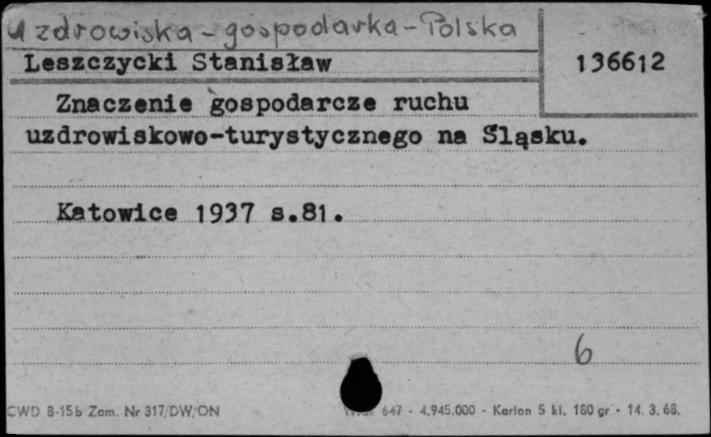 uzdrowiska - gospodarka - Polska
Leszczycki Stanisław
136612
Znaczenie gospodarcze ruchu
uzdrowiskowo-turystycznego na Śląsku.
Katowice 1937 s.81.
6
CWD B-15b Zam. Nr 317/DW/ON
647 - 4.945.000 - Karton 5 kl. 180 gr - 14. 3. 68.